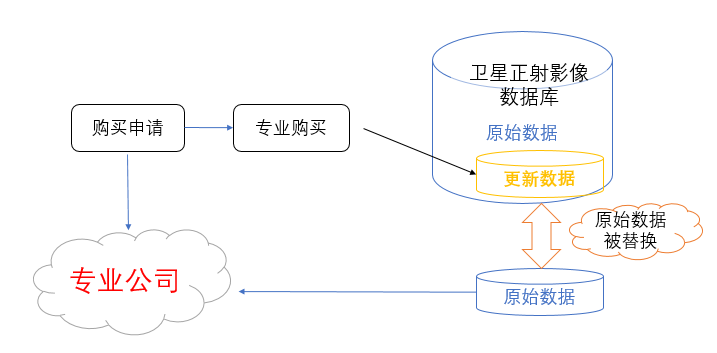 卫星正射影像
数据库
购买申请
专业购买
原始数据
更新数据
原始数据
被替换
专业公司
原始数据